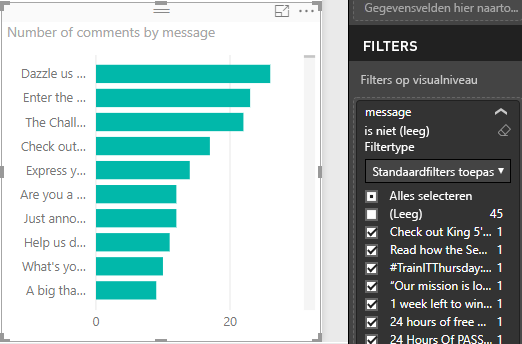 Number of comments by message
Dazzle us ...
Enter the ...
The Chall...
Check out...
Express y...
Are you a ...
Just anno...
Help us d...
What's yo...
A big tha...
0
20
Gegevensvelden hier naarto...
FILTERS
Filters op visualniveau
message
is niet (leeg)
Filtertype
Standaardfilters toepas
Alles selecteren
(Leeg) 45
Check out King 5'... 1
Read how the Se... 1
#TrainITThursday:... 1
“Our mission is lo... 1
1 week left to win... 1
24 hours of free ... 1
24 Hours Of PASS... 1